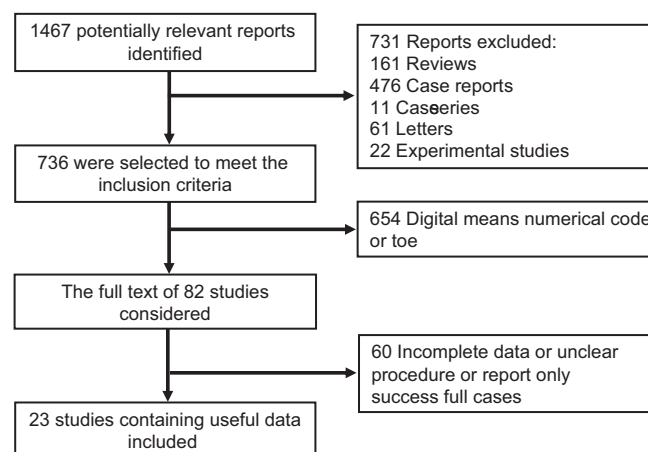 1467 potentially relevant reports
identified
731 Reports excluded:
161 Reviews
476 Case reports
11 Caseseries
61 Letters
22 Experimental studies
736 were selected to meet the
inclusion criteria
654 Digital means numerical code
or toe
The full text of 82 studies
considered
60 Incomplete data or unclear
procedure or report only
success full cases
23 studies containing useful data
included